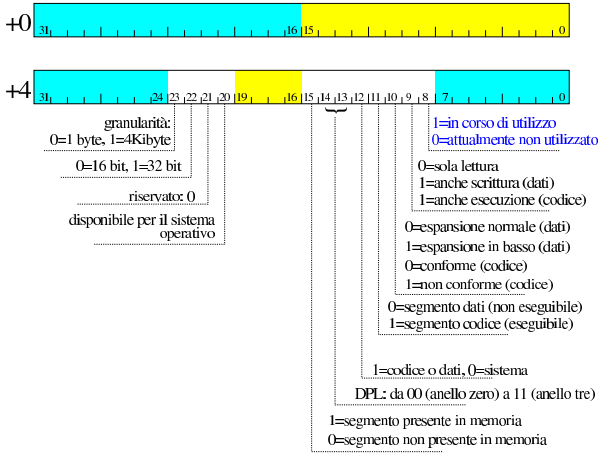 +0
31 16 15 0
+4
31 24 23 22 21 20 19 16 15 14 13 12 11 10 9 8 7 0
granularità:
0=1 byte, 1=4Kibyte
0=16 bit, 1=32 bit
riservato: 0
disponibile per il sistema
operativo
1=in corso di utilizzo
0=attualmente non utilizzato
0=sola lettura
1=anche scrittura (dati)
1=anche esecuzione (codice)
0=espansione normale (dati)
1=espansione in basso (dati)
0=conforme (codice)
1=non conforme (codice)
0=segmento dati (non eseguibile)
1=segmento codice (eseguibile)
1=codice o dati, 0=sistema
DPL: da 00 (anello zero) a 11 (anello tre)
1=segmento presente in memoria
0=segmento non presente in memoria